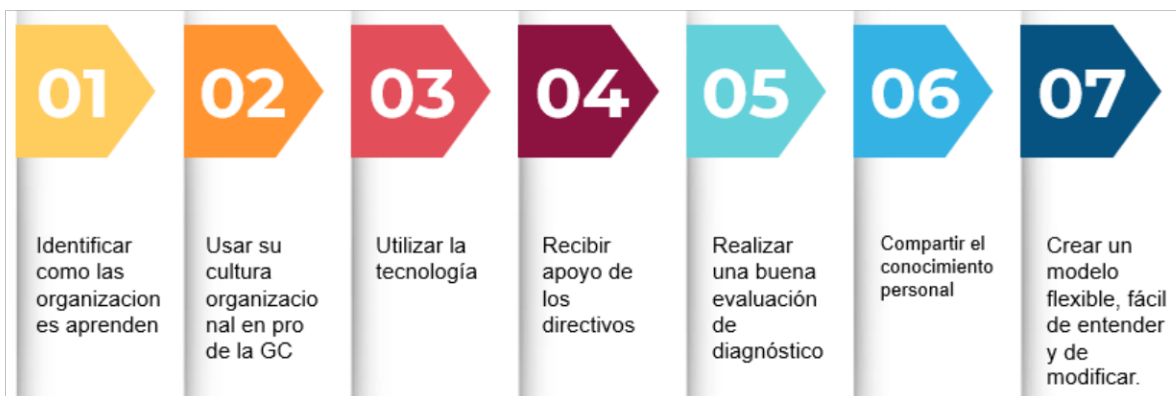 01
Identificar
como las
organizacion
es aprenden
02
Usar su
cultura
organizacio
nal en pro
de la GC
03
Utilizar la
tecnología
04
Recibir
apoyo de
los
directivos
05
Realizar
una buena
evaluación
de
diagnóstico
06
Compartir el
conocimiento
personal
07
Crear un
modelo
flexible, fácil
de entender
y de
modificar.